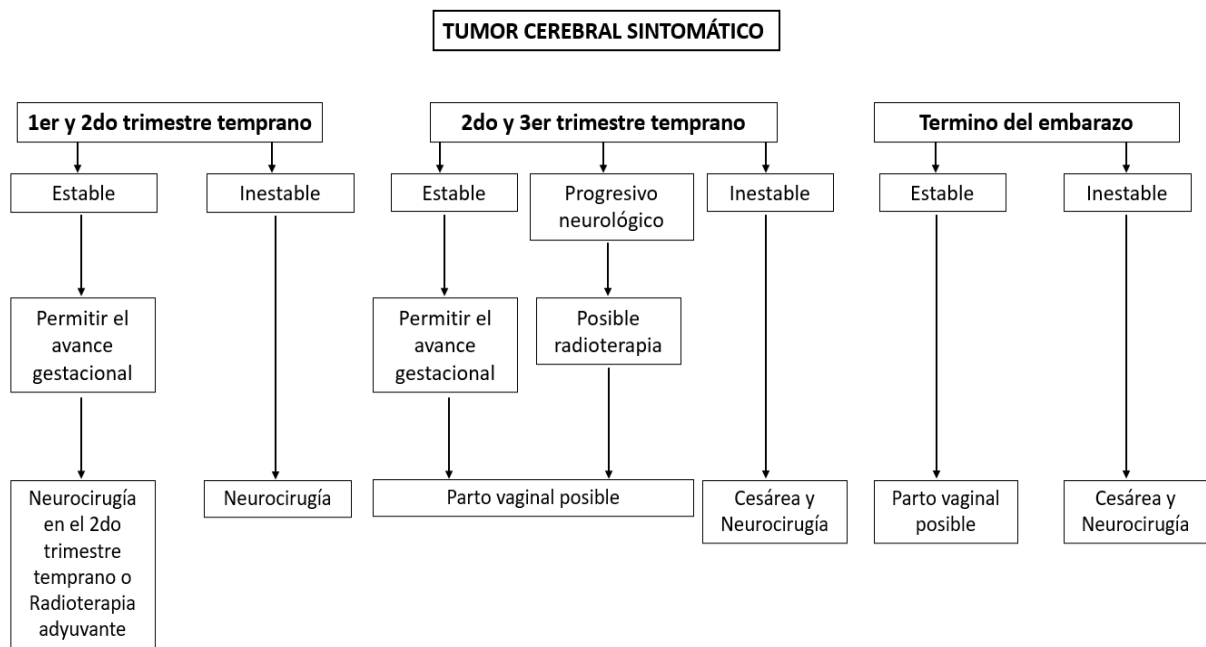 TUMOR CEREBRAL SINTOMÁTICO
1er y 2do trimestre temprano
2do y 3er trimestre temprano
Termino del embarazo
Estable
Inestable
Estable
Progresivo
neurológico
Inestable
Estable
Inestable
Permitir el
avance
gestacional
Permitir el
avance
gestacional
Posible
radioterapia
Neurocirugía
en el 2do
trimestre
temprano o
Radioterapia
adyuvante
Neurocirugía
Parto vaginal posible
Cesárea y
Neurocirugía
Parto vaginal
posible
Cesárea y
Neurocirugía